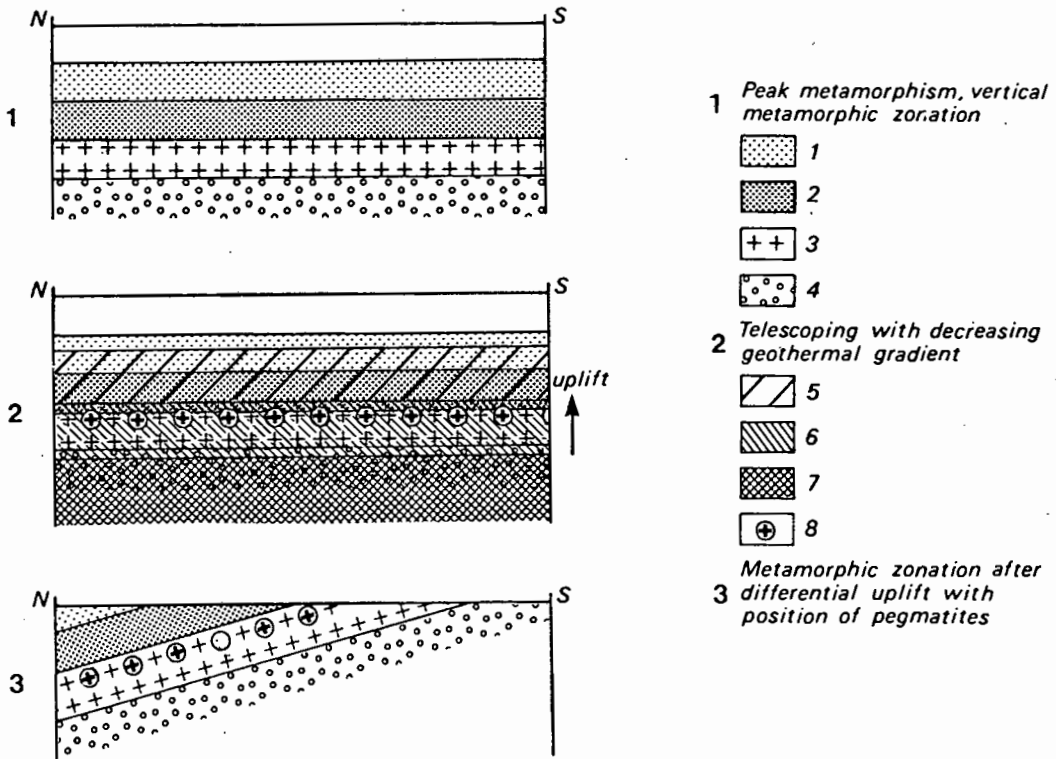 N S
1
N S
uplift
2
N S
3
1 Peak metamorphism, vertical
metamorphic zonation
1
2
3
4
2 Telescoping with decreasing
geothermal gradient
5
6
7
8
Metamorphic zonation after
3 differential uplift with
position of pegmatites